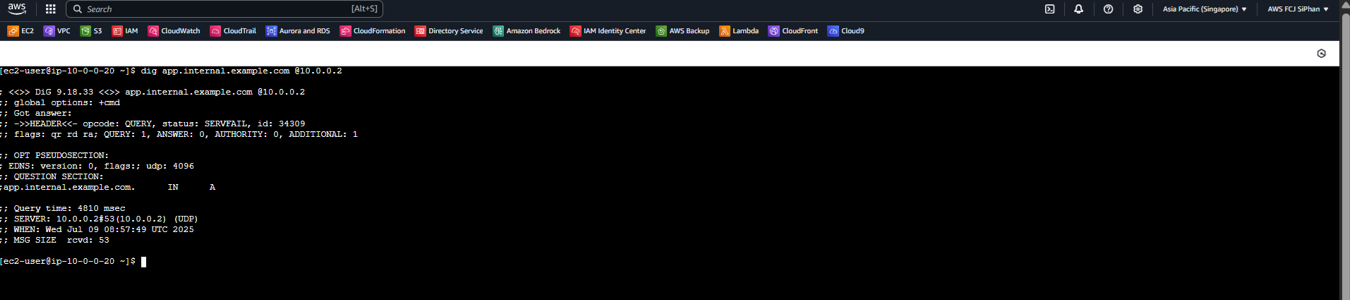 aws Search [Alt+S] Asia Pacific (Singapore) ▼ AWS FCJ SiPhan ▼
EC2 VPC S3 IAM CloudWatch CloudTrail Aurora and RDS CloudFormation Directory Service Amazon Bedrock IAM Identity Center AWS Backup Lambda CloudFront Cloud9
[ec2-user@ip-10-0-0-20 ~]$ dig app.internal.example.com @10.0.0.2
; <<>> DiG 9.18.33 <<>> app.internal.example.com @10.0.0.2
;; global options: +cmd
;; Got answer:
;; ->>HEADER<<- opcode: QUERY, status: SERVFAIL, id: 34309
;; flags: qr rd ra; QUERY: 1, ANSWER: 0, AUTHORITY: 0, ADDITIONAL: 1
;; OPT PSEUDOSECTION:
; EDNS: version: 0, flags:; udp: 4096
;; QUESTION SECTION:
;app.internal.example.com. IN A
;; Query time: 4810 msec
;; SERVER: 10.0.0.2#53(10.0.0.2) (UDP)
;; WHEN: Wed Jul 09 08:57:49 UTC 2025
;; MSG SIZE rcvd: 53
[ec2-user@ip-10-0-0-20 ~]$